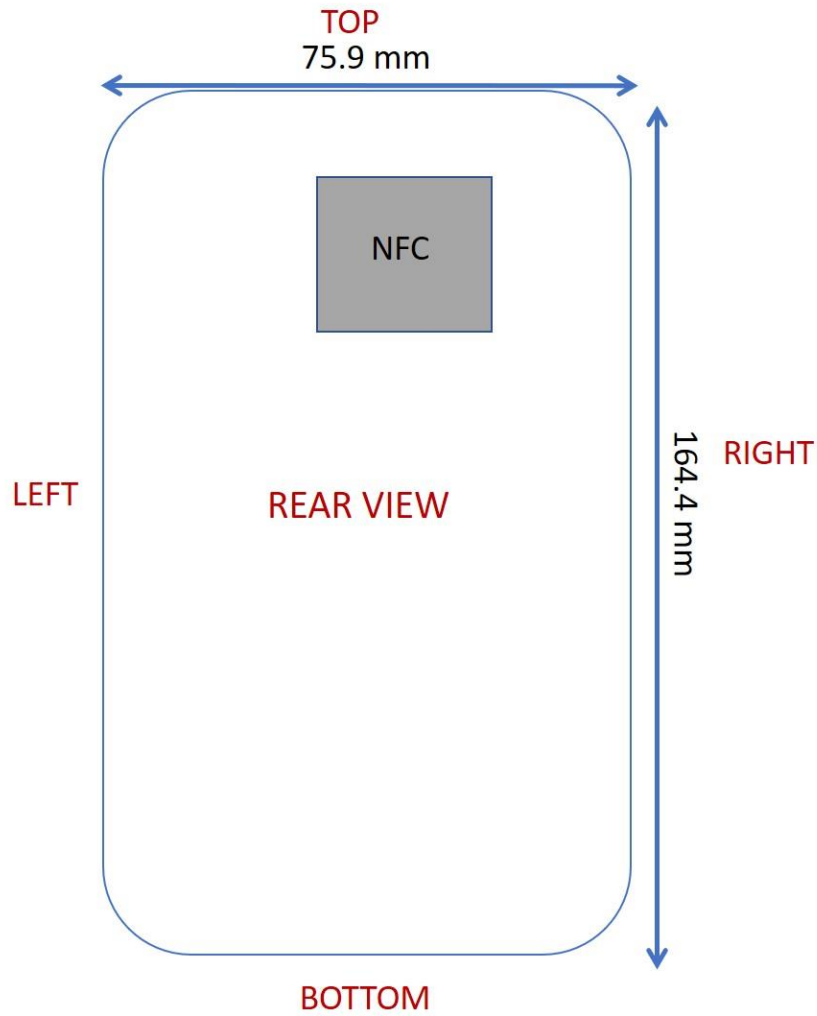 TOP
75.9 mm
NFC
164.4 mm
RIGHT
LEFT
REAR VIEW
BOTTOM